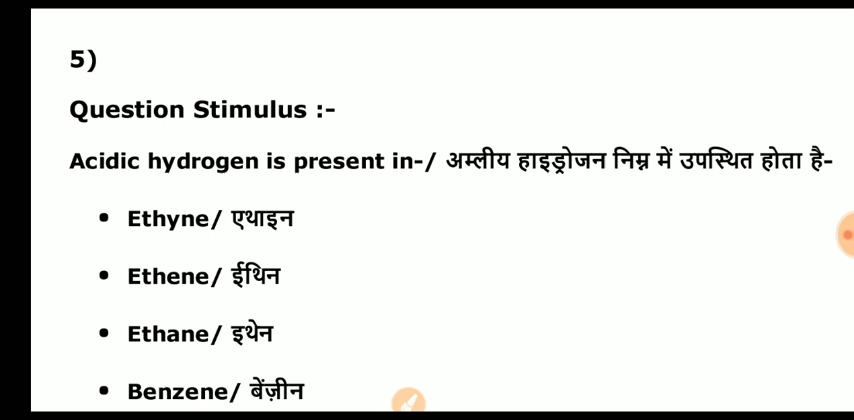 5)
Question Stimulus :-
Acidic hydrogen is present in-/ अम्लीय हाइड्रोजन निम्न में उपस्थित होता है-
• Ethyne/ एथाइन
• Ethene/ ईथिन
• Ethane/ इथेन
• Benzene/ बेंज़ीन